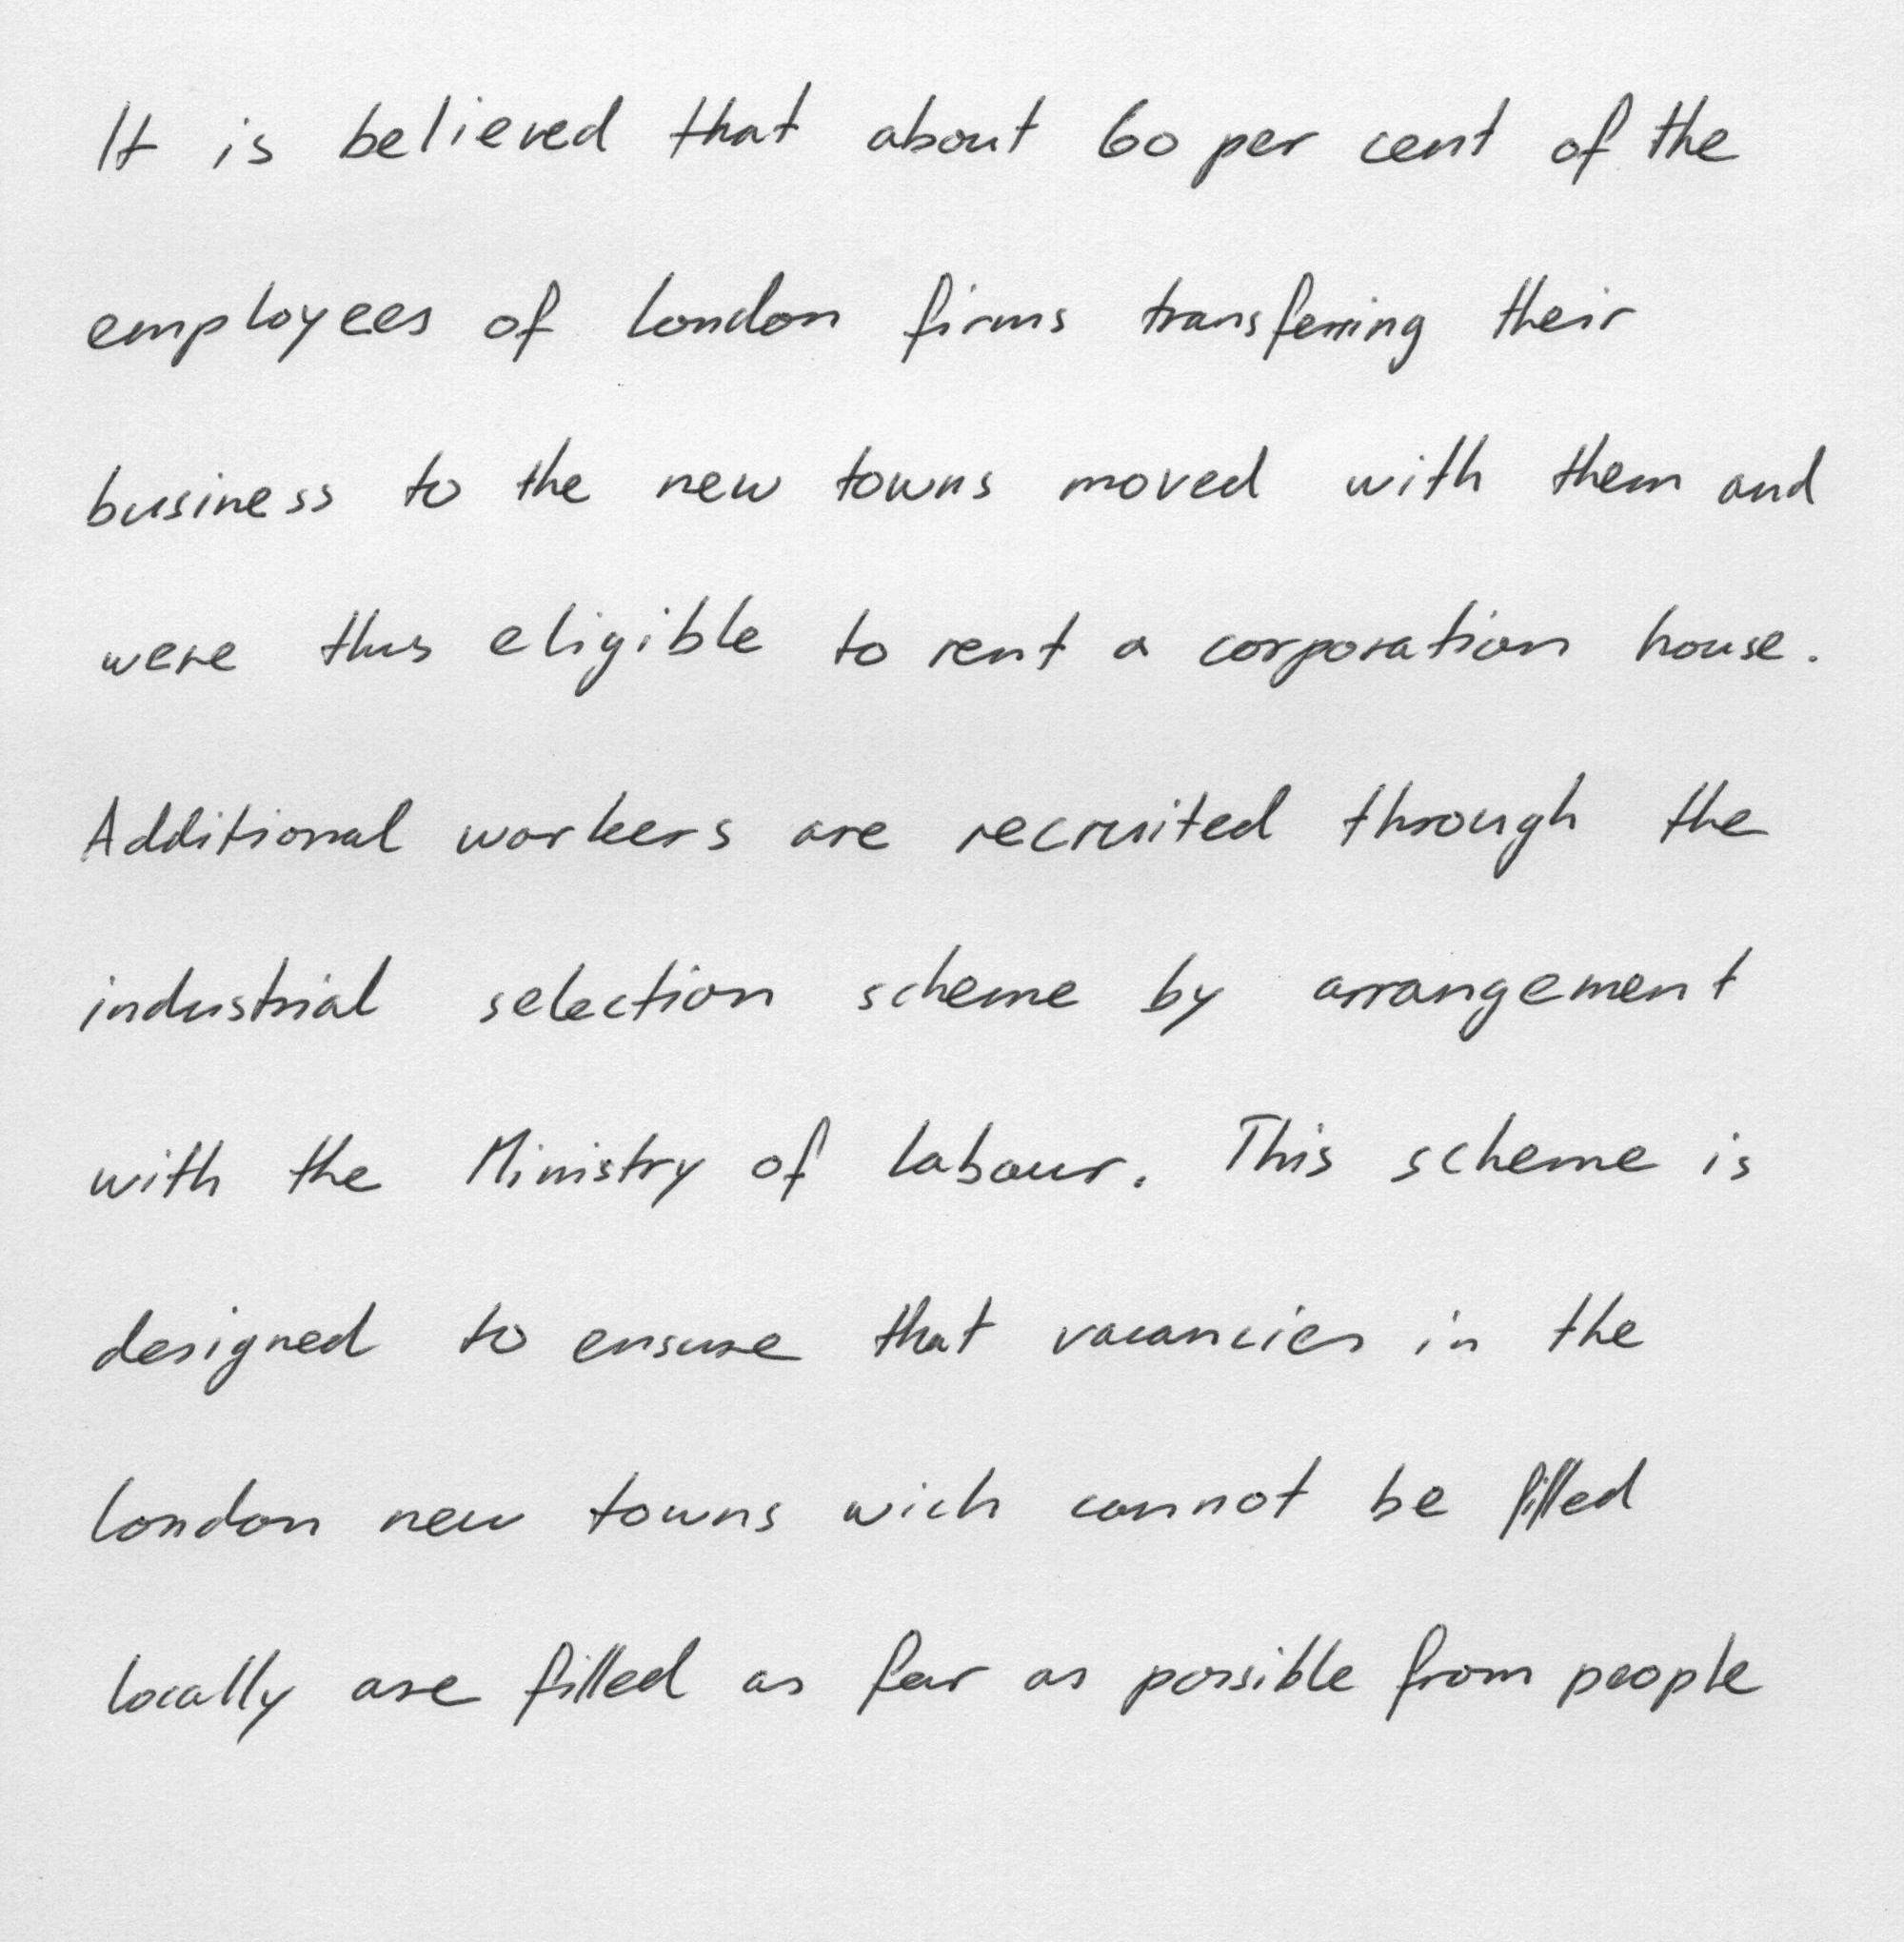 It is believed that about 60 per cent of the
employees of London firms transferring their
business to the new towns moved with them and
were thus eligible to rent a corporation house.
Additional workers are recruited through the
industrial selection scheme by arrangement
with the Ministry of Labour. This scheme is
designed to ensure that vacancies in the
London new towns wich cannot be filled
locally are filled as far as possible from people